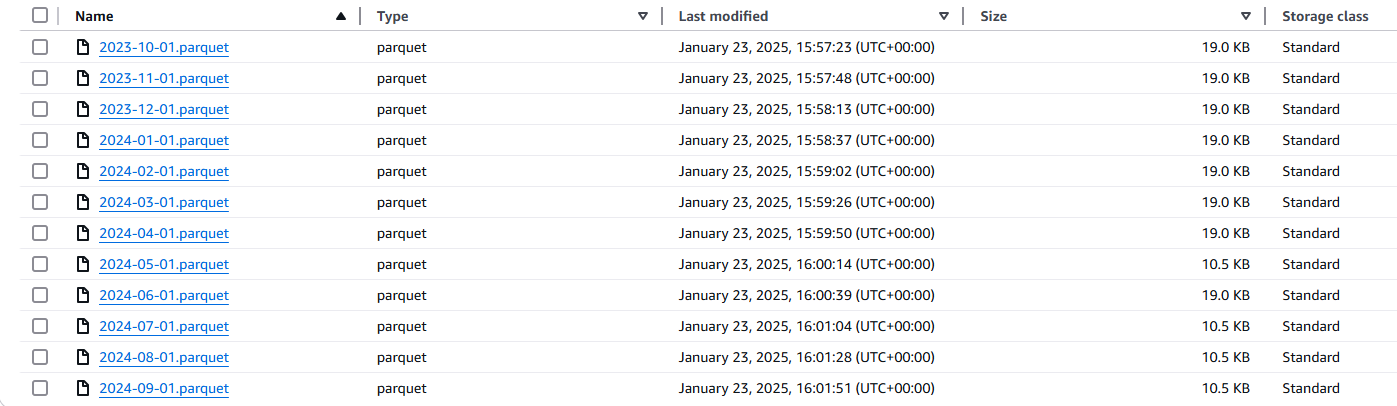 Name Type Last modified Size Storage class
2023-10-01.parquet parquet January 23, 2025, 15:57:23 (UTC+00:00) 19.0 KB Standard
2023-11-01.parquet parquet January 23, 2025, 15:57:48 (UTC+00:00) 19.0 KB Standard
2023-12-01.parquet parquet January 23, 2025, 15:58:13 (UTC+00:00) 19.0 KB Standard
2024-01-01.parquet parquet January 23, 2025, 15:58:37 (UTC+00:00) 19.0 KB Standard
2024-02-01.parquet parquet January 23, 2025, 15:59:02 (UTC+00:00) 19.0 KB Standard
2024-03-01.parquet parquet January 23, 2025, 15:59:26 (UTC+00:00) 19.0 KB Standard
2024-04-01.parquet parquet January 23, 2025, 15:59:50 (UTC+00:00) 19.0 KB Standard
2024-05-01.parquet parquet January 23, 2025, 16:00:14 (UTC+00:00) 10.5 KB Standard
2024-06-01.parquet parquet January 23, 2025, 16:00:39 (UTC+00:00) 19.0 KB Standard
2024-07-01.parquet parquet January 23, 2025, 16:01:04 (UTC+00:00) 10.5 KB Standard
2024-08-01.parquet parquet January 23, 2025, 16:01:28 (UTC+00:00) 10.5 KB Standard
2024-09-01.parquet parquet January 23, 2025, 16:01:51 (UTC+00:00) 10.5 KB Standard